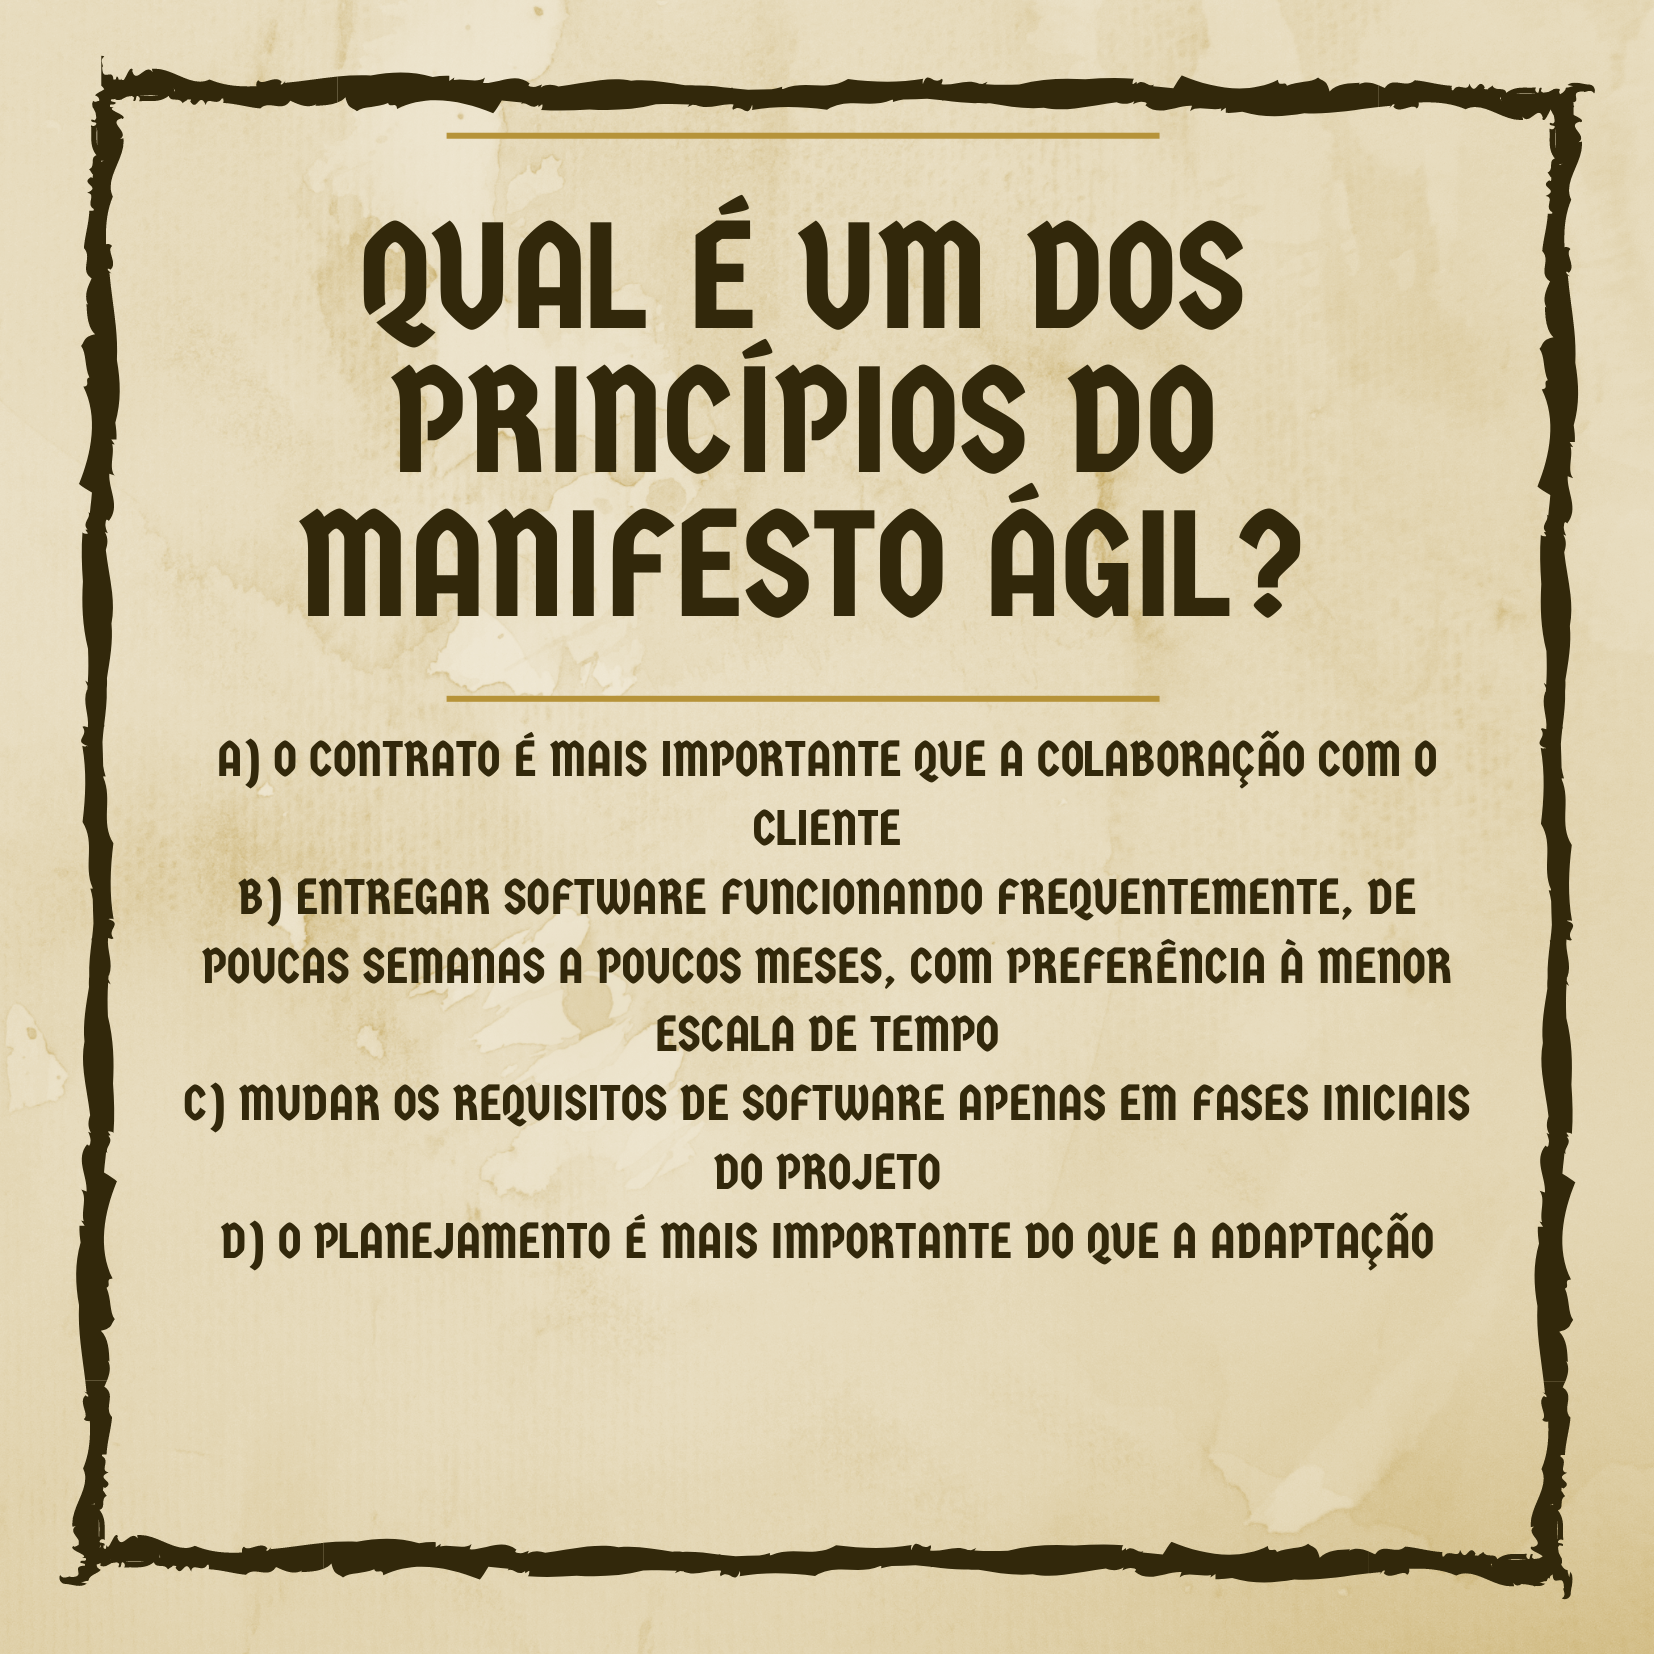 QUAL É UM DOS
PRINCÍPIOS DO
MANIFESTO ÁGIL?
A) O CONTRATO É MAIS IMPORTANTE QUE A COLABORAÇÃO COM O
CLIENTE
B) ENTREGAR SOFTWARE FUNCIONANDO FREQUENTEMENTE, DE
POUCAS SEMANAS A POUCOS MESES, COM PREFERÊNCIA À MENOR
ESCALA DE TEMPO
C) MUDAR OS REQUISITOS DE SOFTWARE APENAS EM FASES INICIAIS
DO PROJETO
D) O PLANEJAMENTO É MAIS IMPORTANTE DO QUE A ADAPTAÇÃO